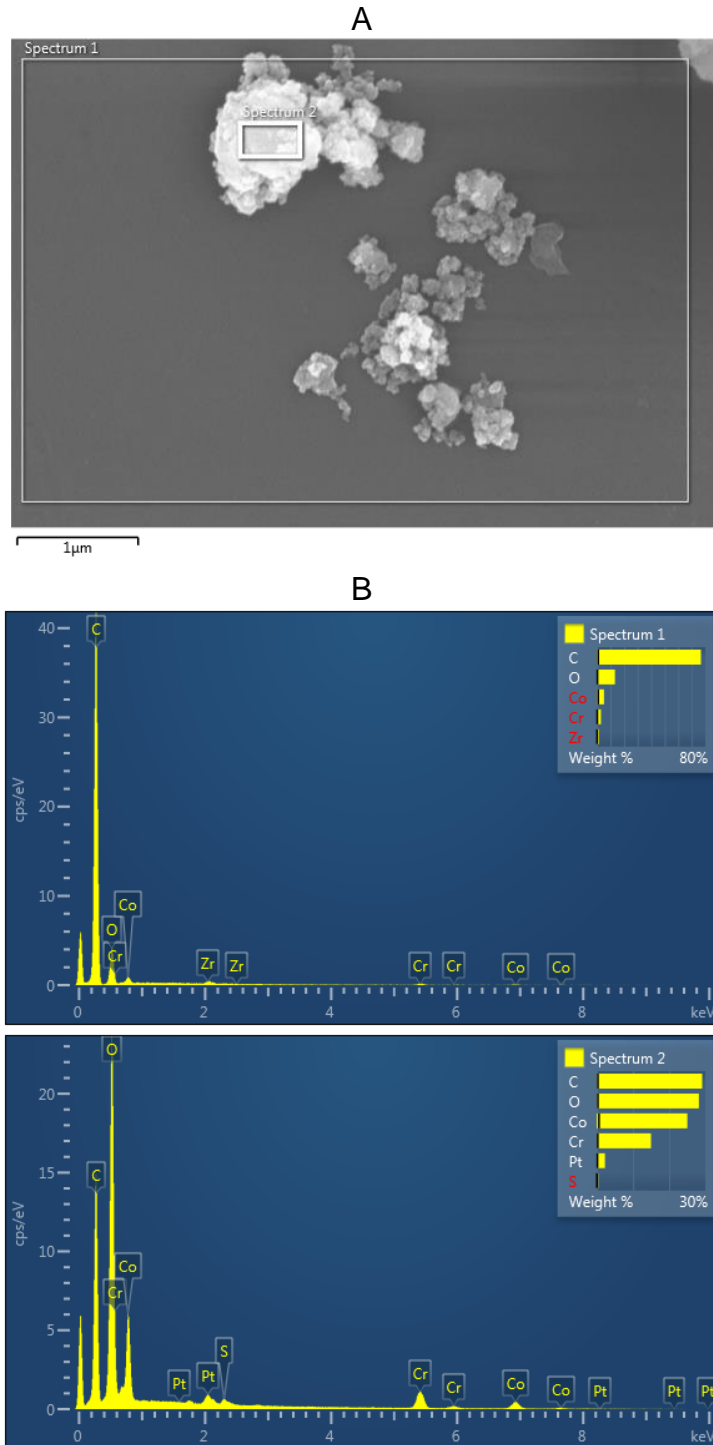 A
Spectrum 1
Spectrum 2
1µm
B
40
30
20
10
0
cps/eV
C
O
Co
Cr
Zr
Zr
Cr
Cr
Co
Co
0
2
4
6
8
keV
Spectrum 1
C
O
Co
Cr
Zr
Weight % 80%
20
15
10
5
0
cps/eV
O
C
Co
Cr
Pt
Pt
S
Cr
Cr
Co
Co
Pt
Pt
Pt
0
2
4
6
8
keV
Spectrum 2
C
O
Co
Cr
Pt
S
Weight % 30%